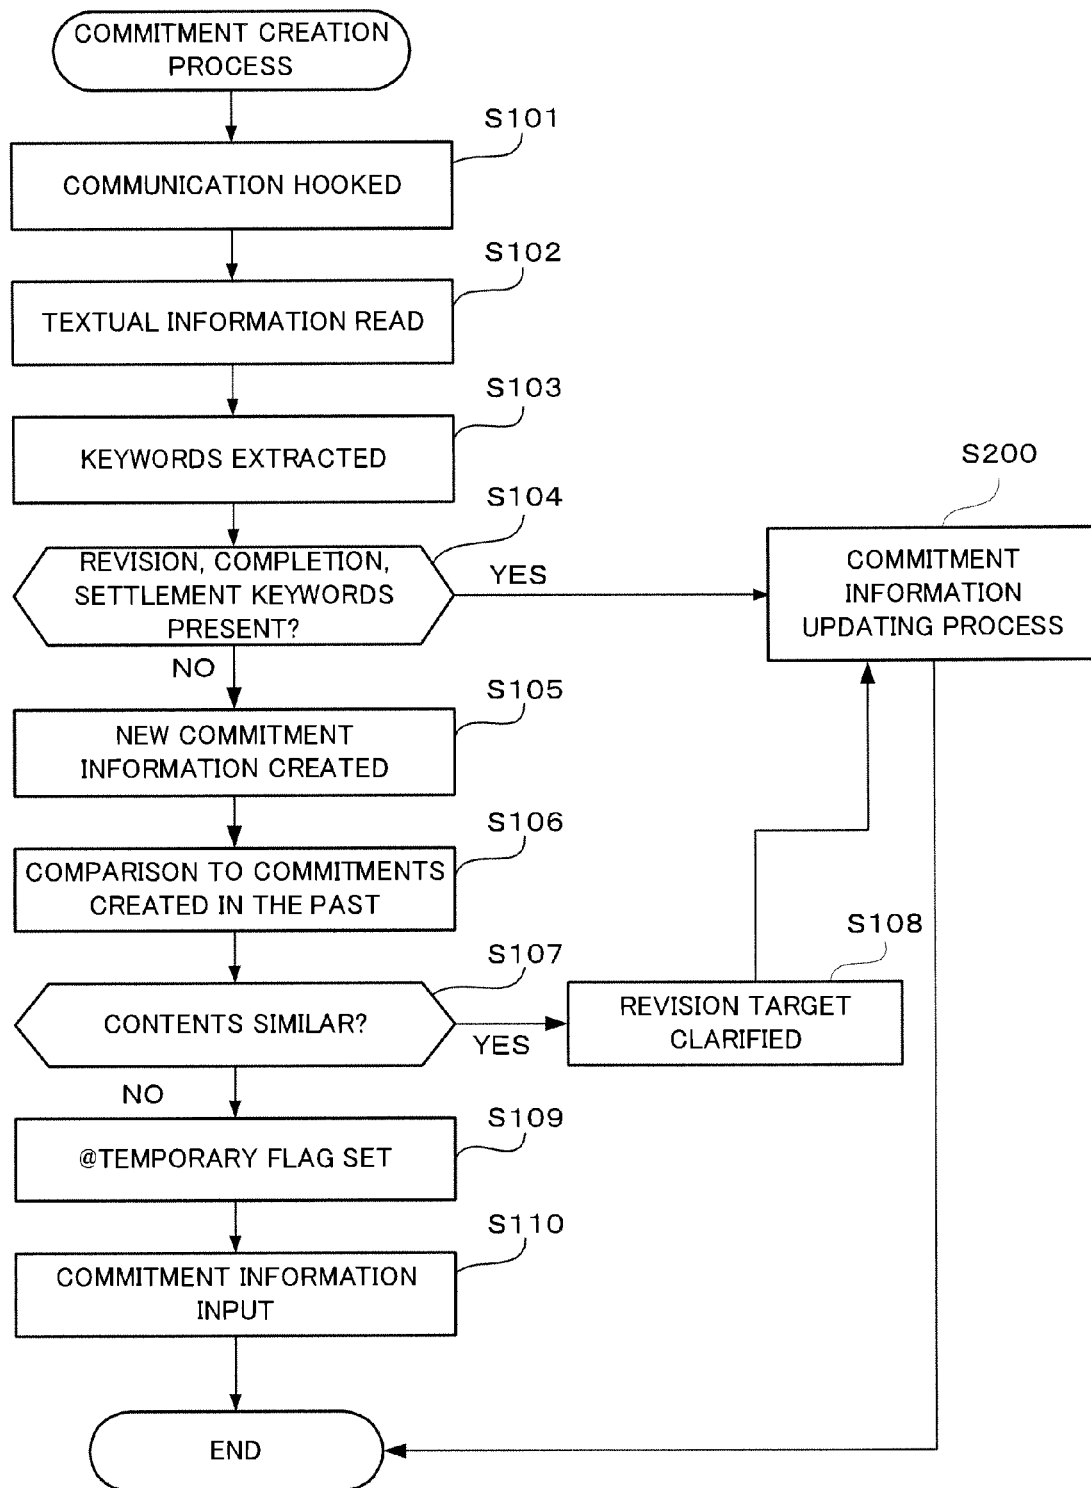 COMMITMENT CREATION
PROCESS
S101
COMMUNICATION HOOKED
S102
TEXTUAL INFORMATION READ
S103
KEYWORDS EXTRACTED
S104
REVISION, COMPLETION,
SETTLEMENT KEYWORDS
PRESENT?
YES
NO
S200
COMMITMENT
INFORMATION
UPDATING PROCESS
S105
NEW COMMITMENT
INFORMATION CREATED
S106
COMPARISON TO COMMITMENTS
CREATED IN THE PAST
S107
CONTENTS SIMILAR?
YES
NO
S108
REVISION TARGET
CLARIFIED
S109
@TEMPORARY FLAG SET
S110
COMMITMENT INFORMATION
INPUT
END